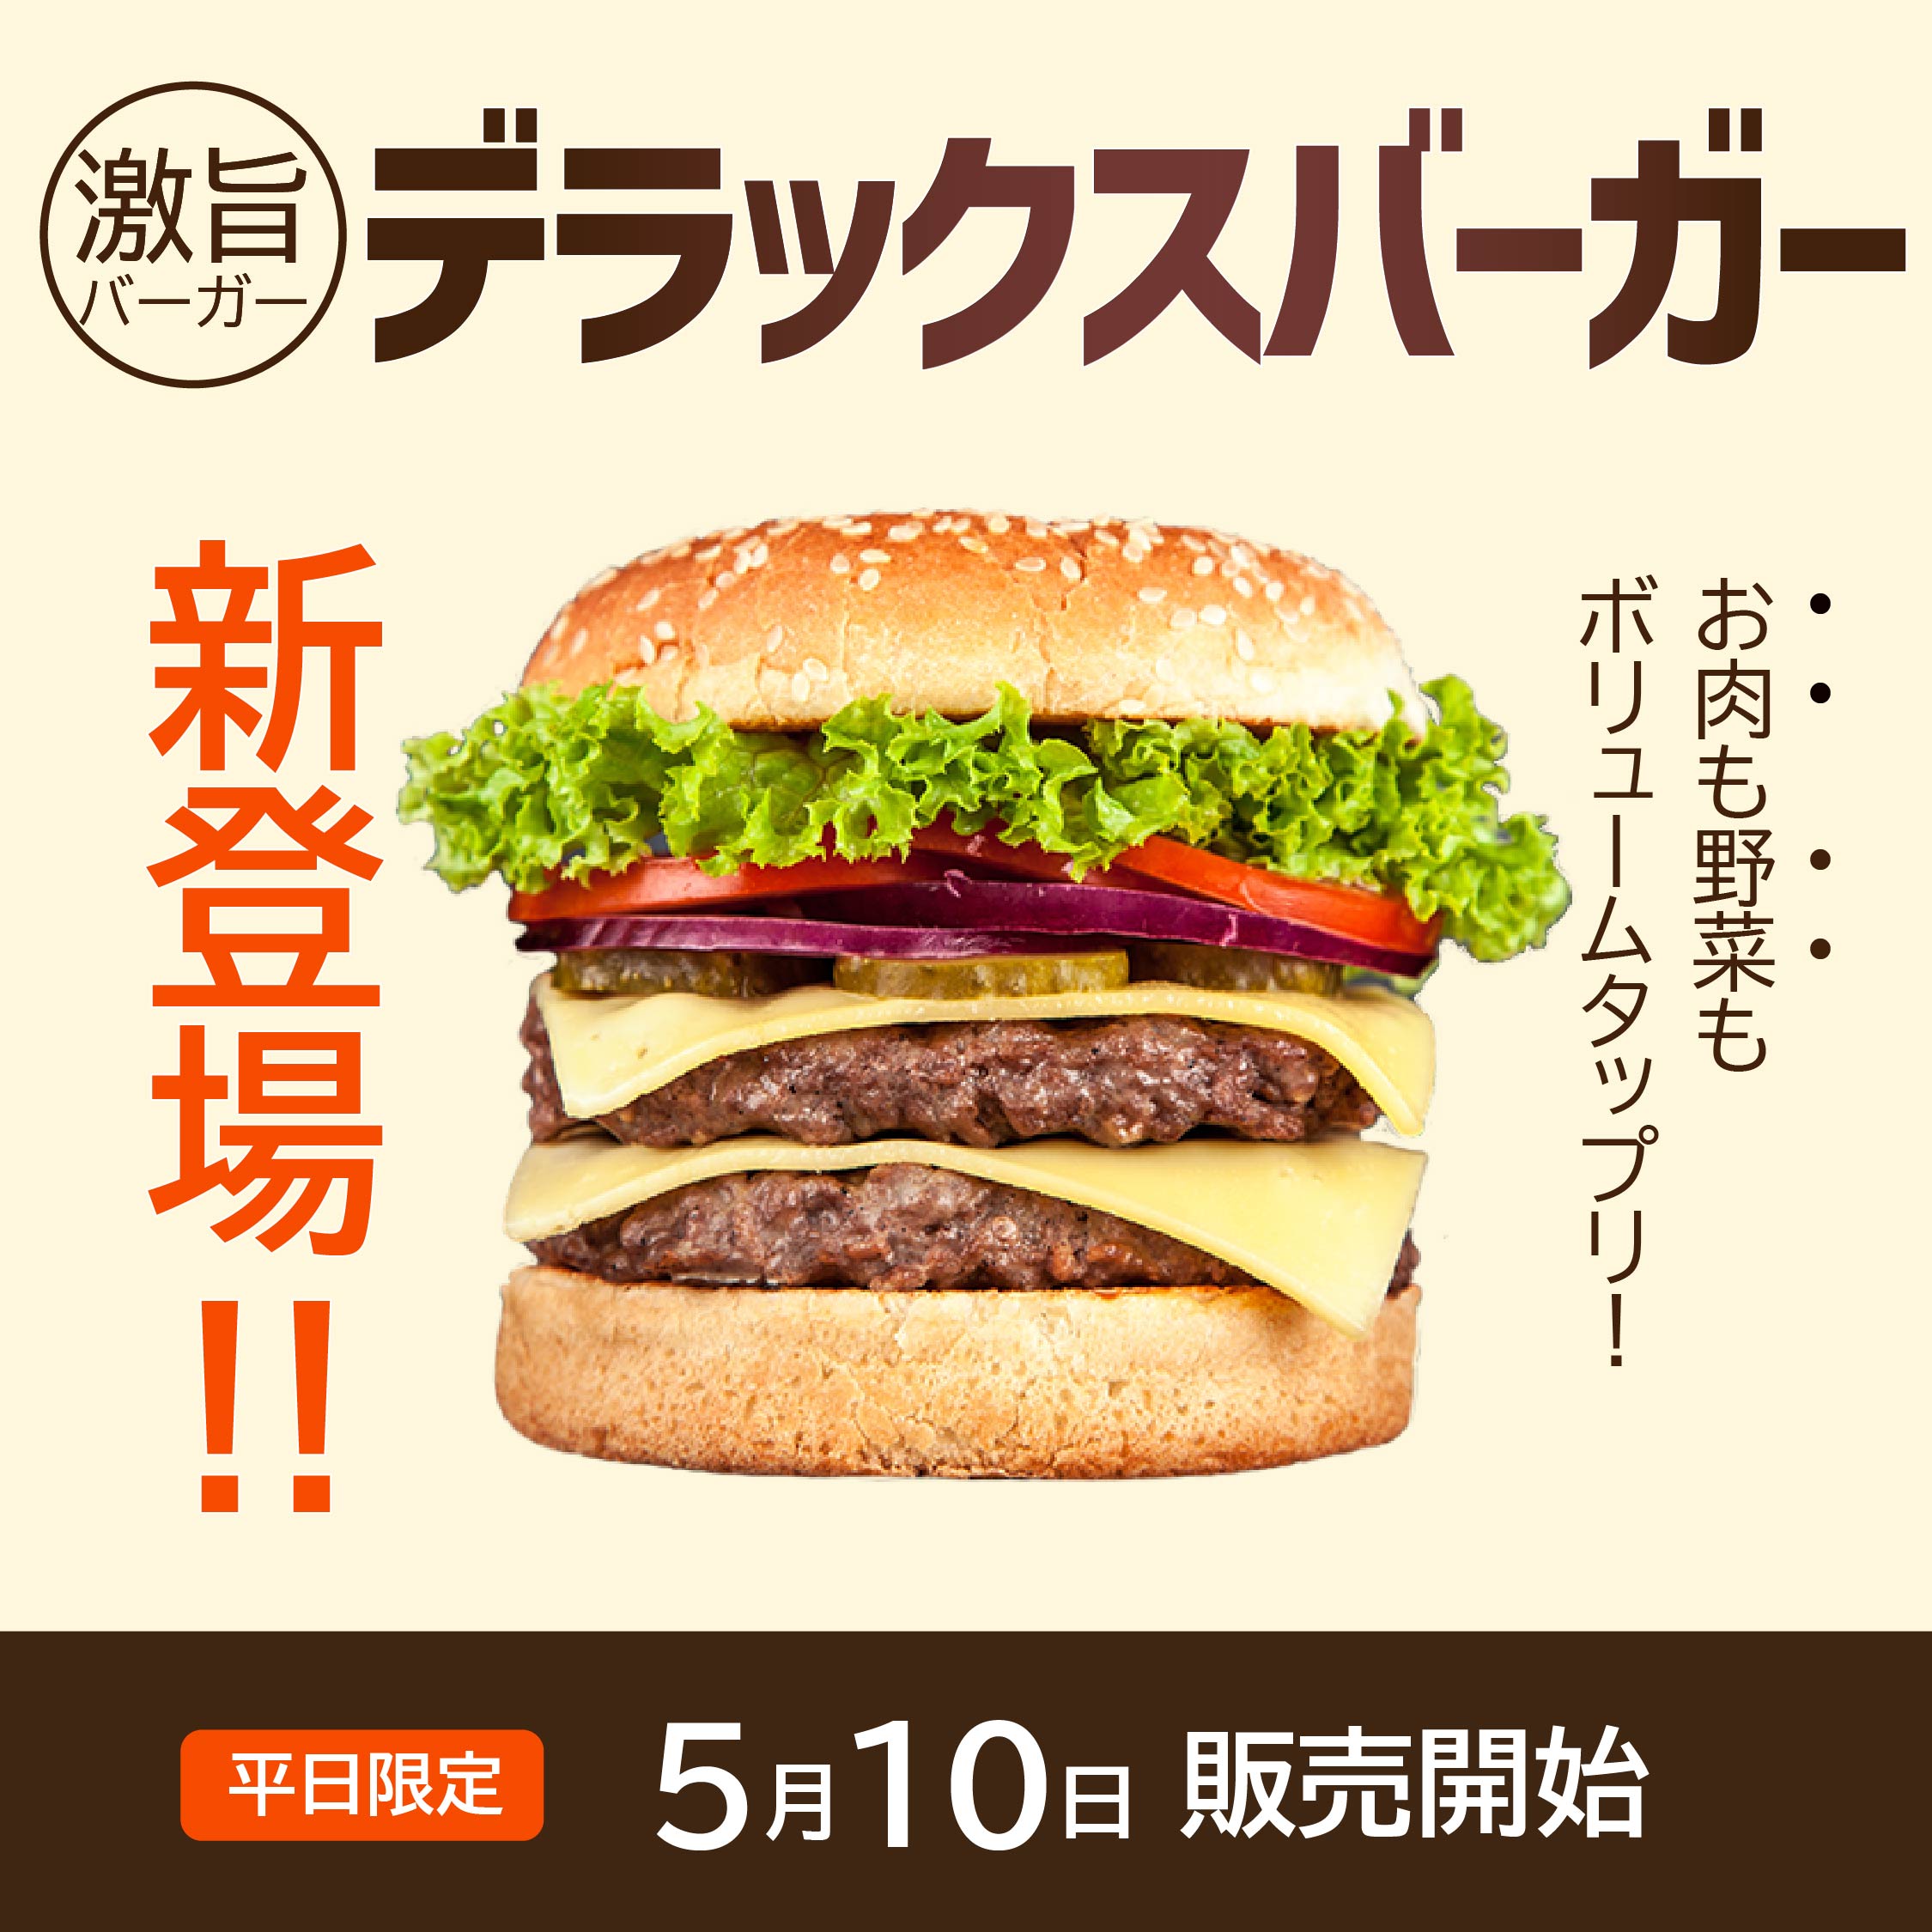 激旨
バーガー
デラックスバーガー
新登場!!
お肉も野菜も
ボリュームタップリ！
平日限定
5月10日 販売開始